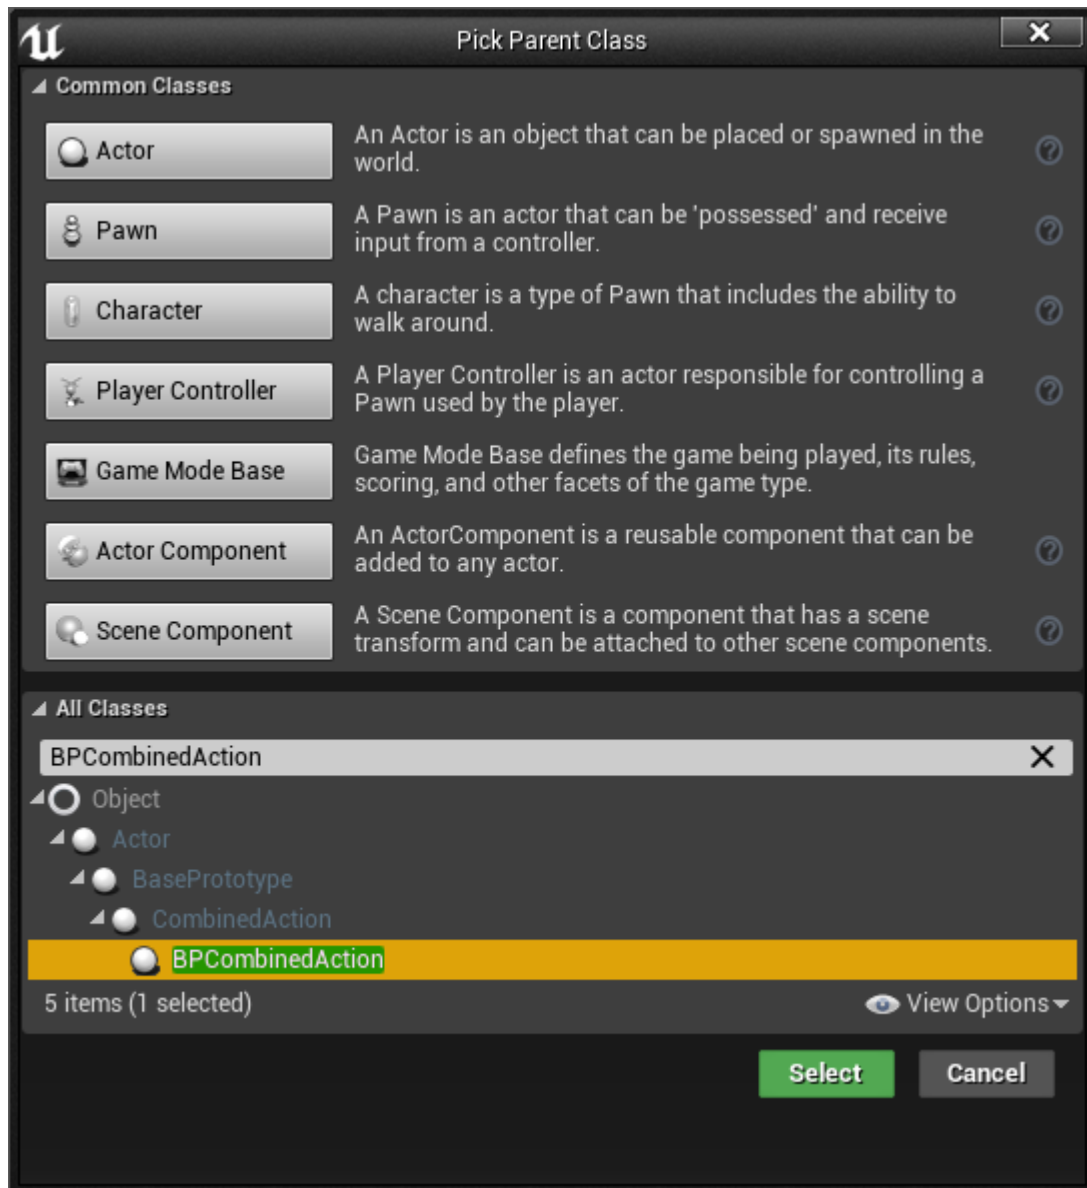 Pick Parent Class
Common Classes
Actor
An Actor is an object that can be placed or spawned in the
world.
Pawn
A Pawn is an actor that can be 'possessed' and receive
input from a controller.
Character
A character is a type of Pawn that includes the ability to
walk around.
Player Controller
A Player Controller is an actor responsible for controlling a
Pawn used by the player.
Game Mode Base
Game Mode Base defines the game being played, its rules,
scoring, and other facets of the game type.
Actor Component
An ActorComponent is a reusable component that can be
added to any actor.
Scene Component
A Scene Component is a component that has a scene
transform and can be attached to other scene components.
All Classes
BPCombinedAction
Object
Actor
BasePrototype
CombinedAction
BPCombinedAction
5 items (1 selected)
View Options
Select
Cancel